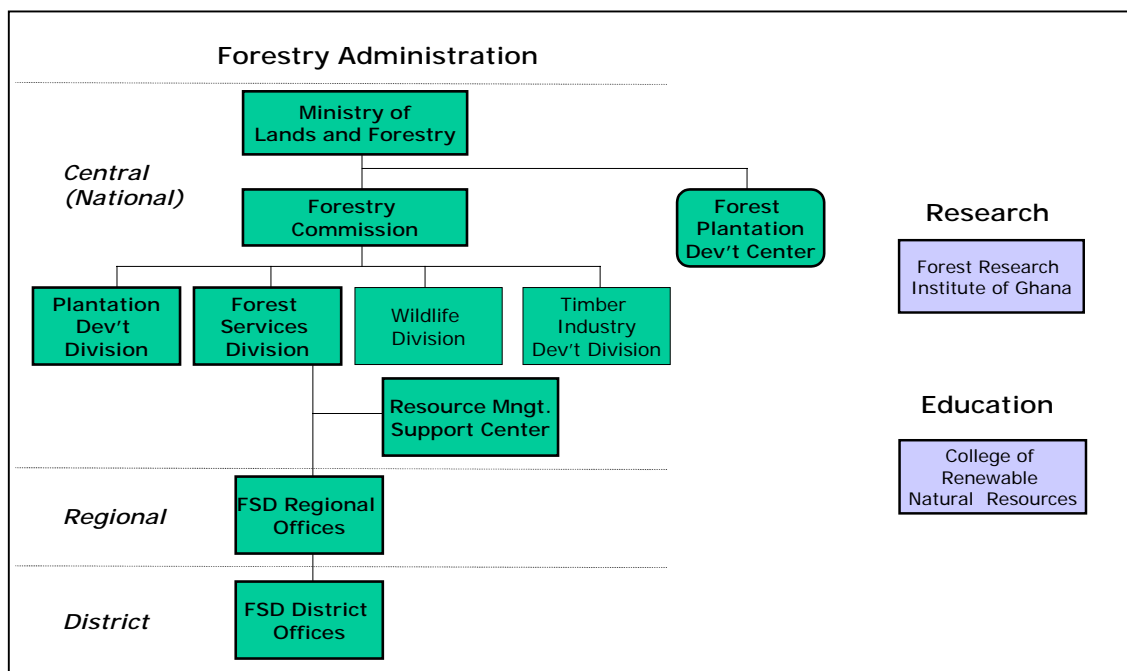 Forestry Administration
Ministry of
Lands and Forestry
Central
(National)
Forestry
Commission
Forest
Plantation
Dev't Center
Plantation
Dev't
Division
Forest
Services
Division
Wildlife
Division
Timber
Industry
Dev't Division
Resource Mngt.
Support Center
Regional
FSD Regional
Offices
District
FSD District
Offices
Research
Forest Research
Institute of Ghana
Education
College of
Renewable
Natural Resources